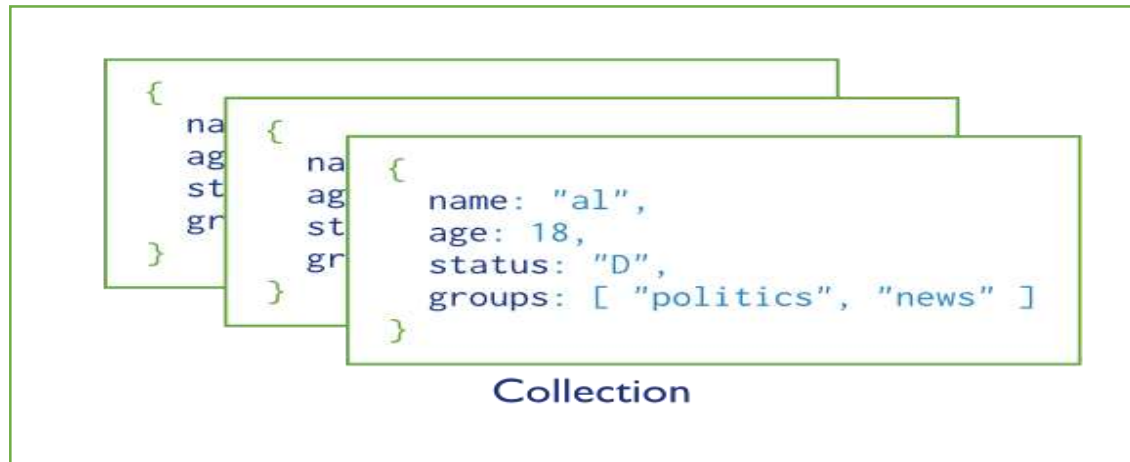 {
na
ag
st
gr
}
{
na
ag
st
gr
}
{
name: "al",
age: 18,
status: "D",
groups: [ "politics", "news" ]
}
Collection